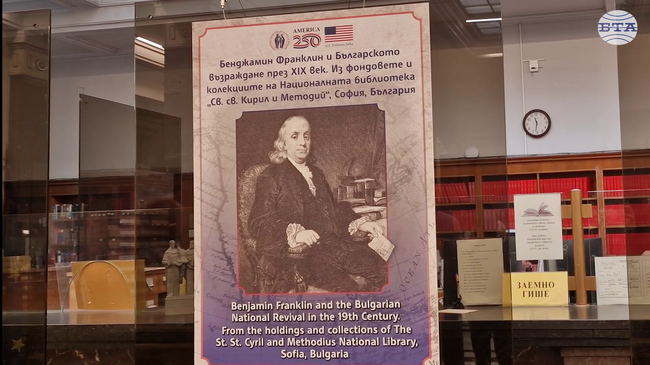 БТА
AMERICA
250
Бенджамин Франклин и Българското
възраждане през XIX век. Из фондовете и
колекциите на Националната библиотека
„Св. св. Кирил и Методий", София, България
Benjamin Franklin and the Bulgarian
National Revival in the 19th Century.
From the holdings and collections of The
St. St. Cyril and Methodius National Library,
Sofia, Bulgaria
ЗАЕМНО
ГИШЕ